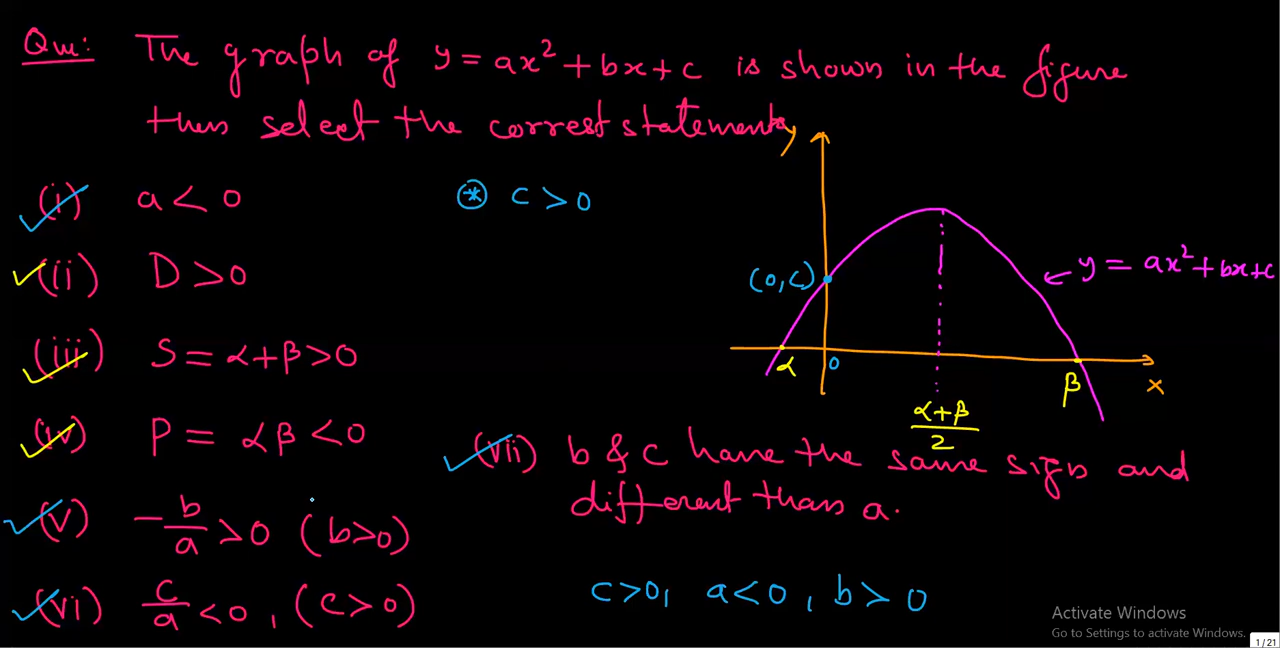 Qus: The graph of y = ax² + bx + c is shown in the figure
then select the correst statements
(i) a < 0
* c > 0
(ii) D > 0
(iii) S = α + β > 0
(iv) P = αβ < 0
(v) -b/a > 0 (b > 0)
(vi) c/a < 0, (c > 0)
y
(0, c)
y = ax² + bx + c
α
0
β
x
α + β / 2
(vii) b & c have the same sign and
different than a.
c > 0, a < 0, b > 0
Activate Windows
Go to Settings to activate Windows.
1 / 21